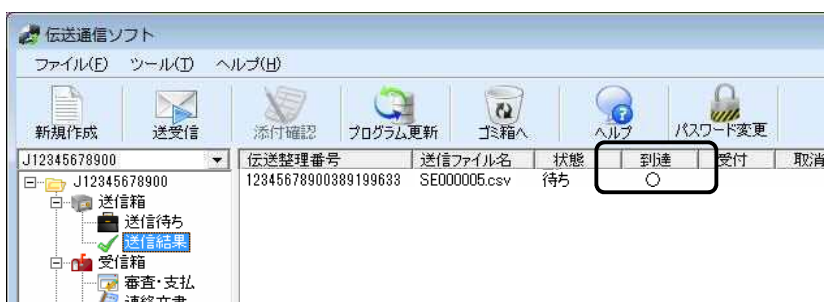 伝送通信ソフト
ファイル(F) ツール(T) ヘルプ(H)
新規作成 送受信 添付確認 プログラム更新 ゴミ箱へ ヘルプ パスワード変更
J12345678900
伝送整理番号 送信ファイル名 状態 到達 受付 取消
12345678900389199633 SE000005.csv 待ち ○
J12345678900
送信箱
送信待ち
送信結果
受信箱
審査・支払
連絡文書